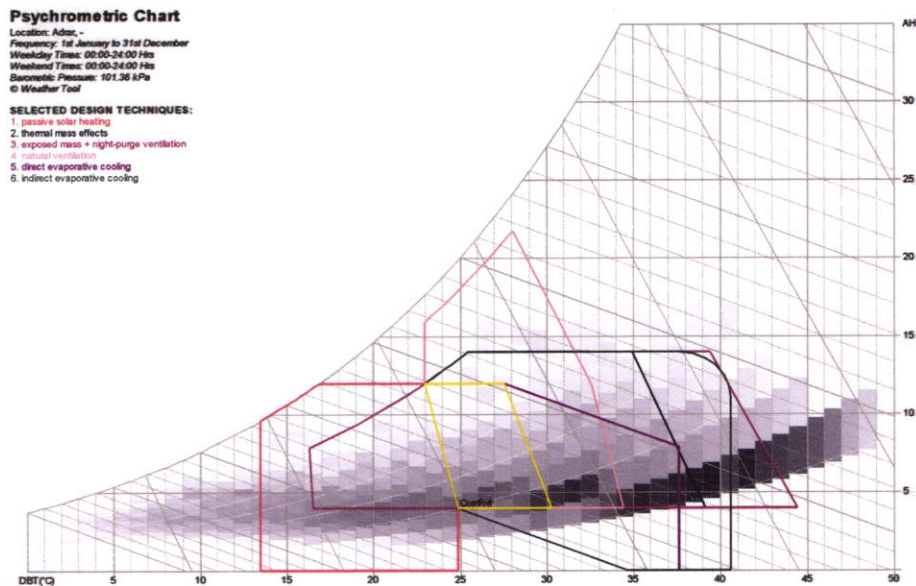 Psychrometric Chart
Location: Adrar, -
Frequency: 1st January to 31st December
Weekday Times: 00:00-24:00 Hrs
Weekend Times: 00:00-24:00 Hrs
Barometric Pressure: 101.36 kPa
© Weather Tool
SELECTED DESIGN TECHNIQUES:
1. passive solar heating
2. thermal mass effects
3. exposed mass + night-purge ventilation
4. natural ventilation
5. direct evaporative cooling
6. indirect evaporative cooling
AH
30
25
20
15
10
5
Comfort
DBT(°C) 5 10 15 20 25 30 35 40 45 50